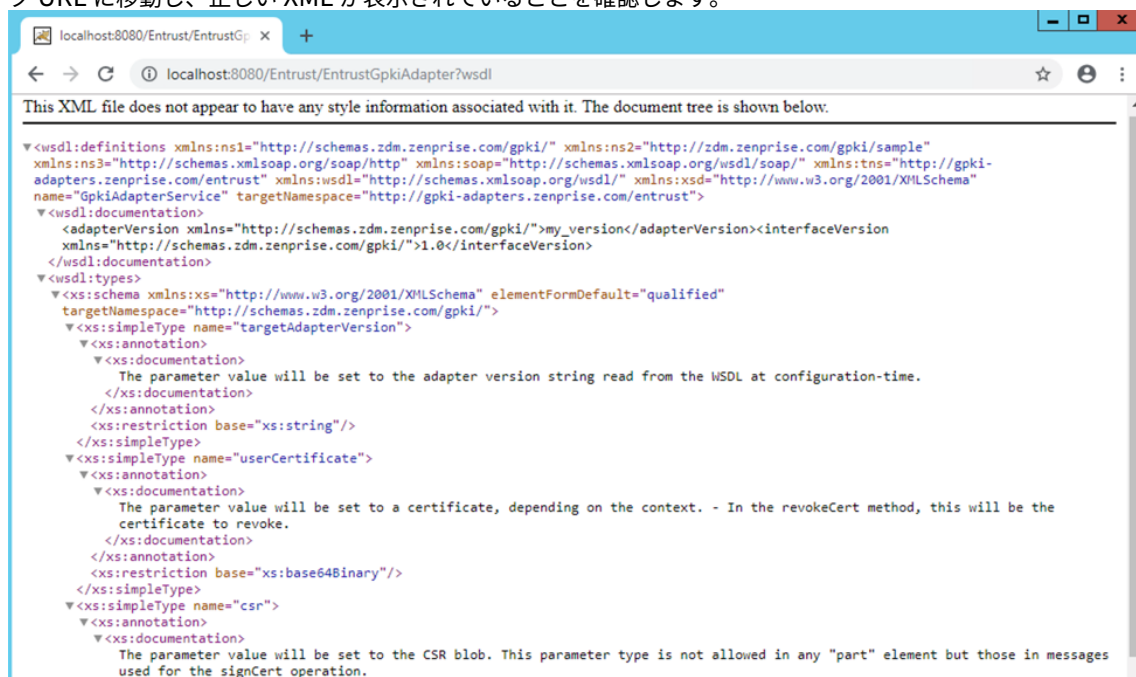 ブ URL に移動し、正しい XML が表示されていることを確認します。
localhost:8080/Entrust/EntrustGp
localhost:8080/Entrust/EntrustGpkiAdapter?wsdl
This XML file does not appear to have any style information associated with it. The document tree is shown below.
▼<wsdl:definitions xmlns:ns1="http://schemas.zdm.zenprise.com/gpki/" xmlns:ns2="http://zdm.zenprise.com/gpki/sample"
xmlns:ns3="http://schemas.xmlsoap.org/soap/http" xmlns:soap="http://schemas.xmlsoap.org/wsdl/soap/" xmlns:tns="http://gpki-
adapters.zenprise.com/entrust" xmlns:wsdl="http://schemas.xmlsoap.org/wsdl/" xmlns:xsd="http://www.w3.org/2001/XMLSchema"
name="GpkiAdapterService" targetNamespace="http://gpki-adapters.zenprise.com/entrust">
▼<wsdl:documentation>
<adapterVersion xmlns="http://schemas.zdm.zenprise.com/gpki/">my_version</adapterVersion><interfaceVersion
xmlns="http://schemas.zdm.zenprise.com/gpki/">1.0</interfaceVersion>
</wsdl:documentation>
▼<wsdl:types>
▼<xs:schema xmlns:xs="http://www.w3.org/2001/XMLSchema" elementFormDefault="qualified"
targetNamespace="http://schemas.zdm.zenprise.com/gpki/">
▼<xs:simpleType name="targetAdapterVersion">
▼<xs:annotation>
▼<xs:documentation>
The parameter value will be set to the adapter version string read from the WSDL at configuration-time.
</xs:documentation>
</xs:annotation>
<xs:restriction base="xs:string"/>
</xs:simpleType>
▼<xs:simpleType name="userCertificate">
▼<xs:annotation>
▼<xs:documentation>
The parameter value will be set to a certificate, depending on the context. - In the revokeCert method, this will be the
certificate to revoke.
</xs:documentation>
</xs:annotation>
<xs:restriction base="xs:base64Binary"/>
</xs:simpleType>
▼<xs:simpleType name="csr">
▼<xs:annotation>
▼<xs:documentation>
The parameter value will be set to the CSR blob. This parameter type is not allowed in any "part" element but those in messages
used for the signCert operation.